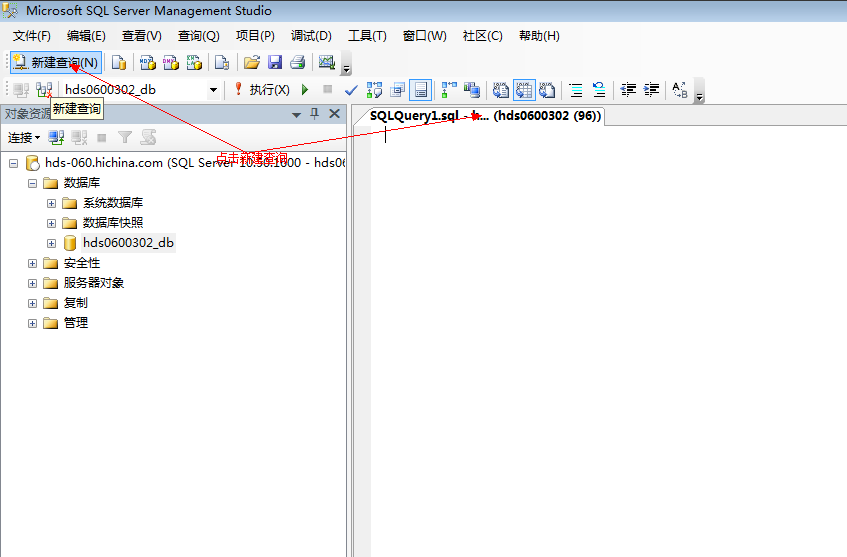 Microsoft SQL Server Management Studio
文件(F) 编辑(E) 查看(V) 查询(Q) 项目(P) 调试(D) 工具(T) 窗口(W) 社区(C) 帮助(H)
新建查询(N)
hds0600302_db 执行(X)
新建查询
对象资源
SQLQuery1.sql - h... (hds0600302 (96))
连接
点击新建查询
hds-060.hichina.com (SQL Server 10.50.1600 - hds06
数据库
系统数据库
数据库快照
hds0600302_db
安全性
服务器对象
复制
管理